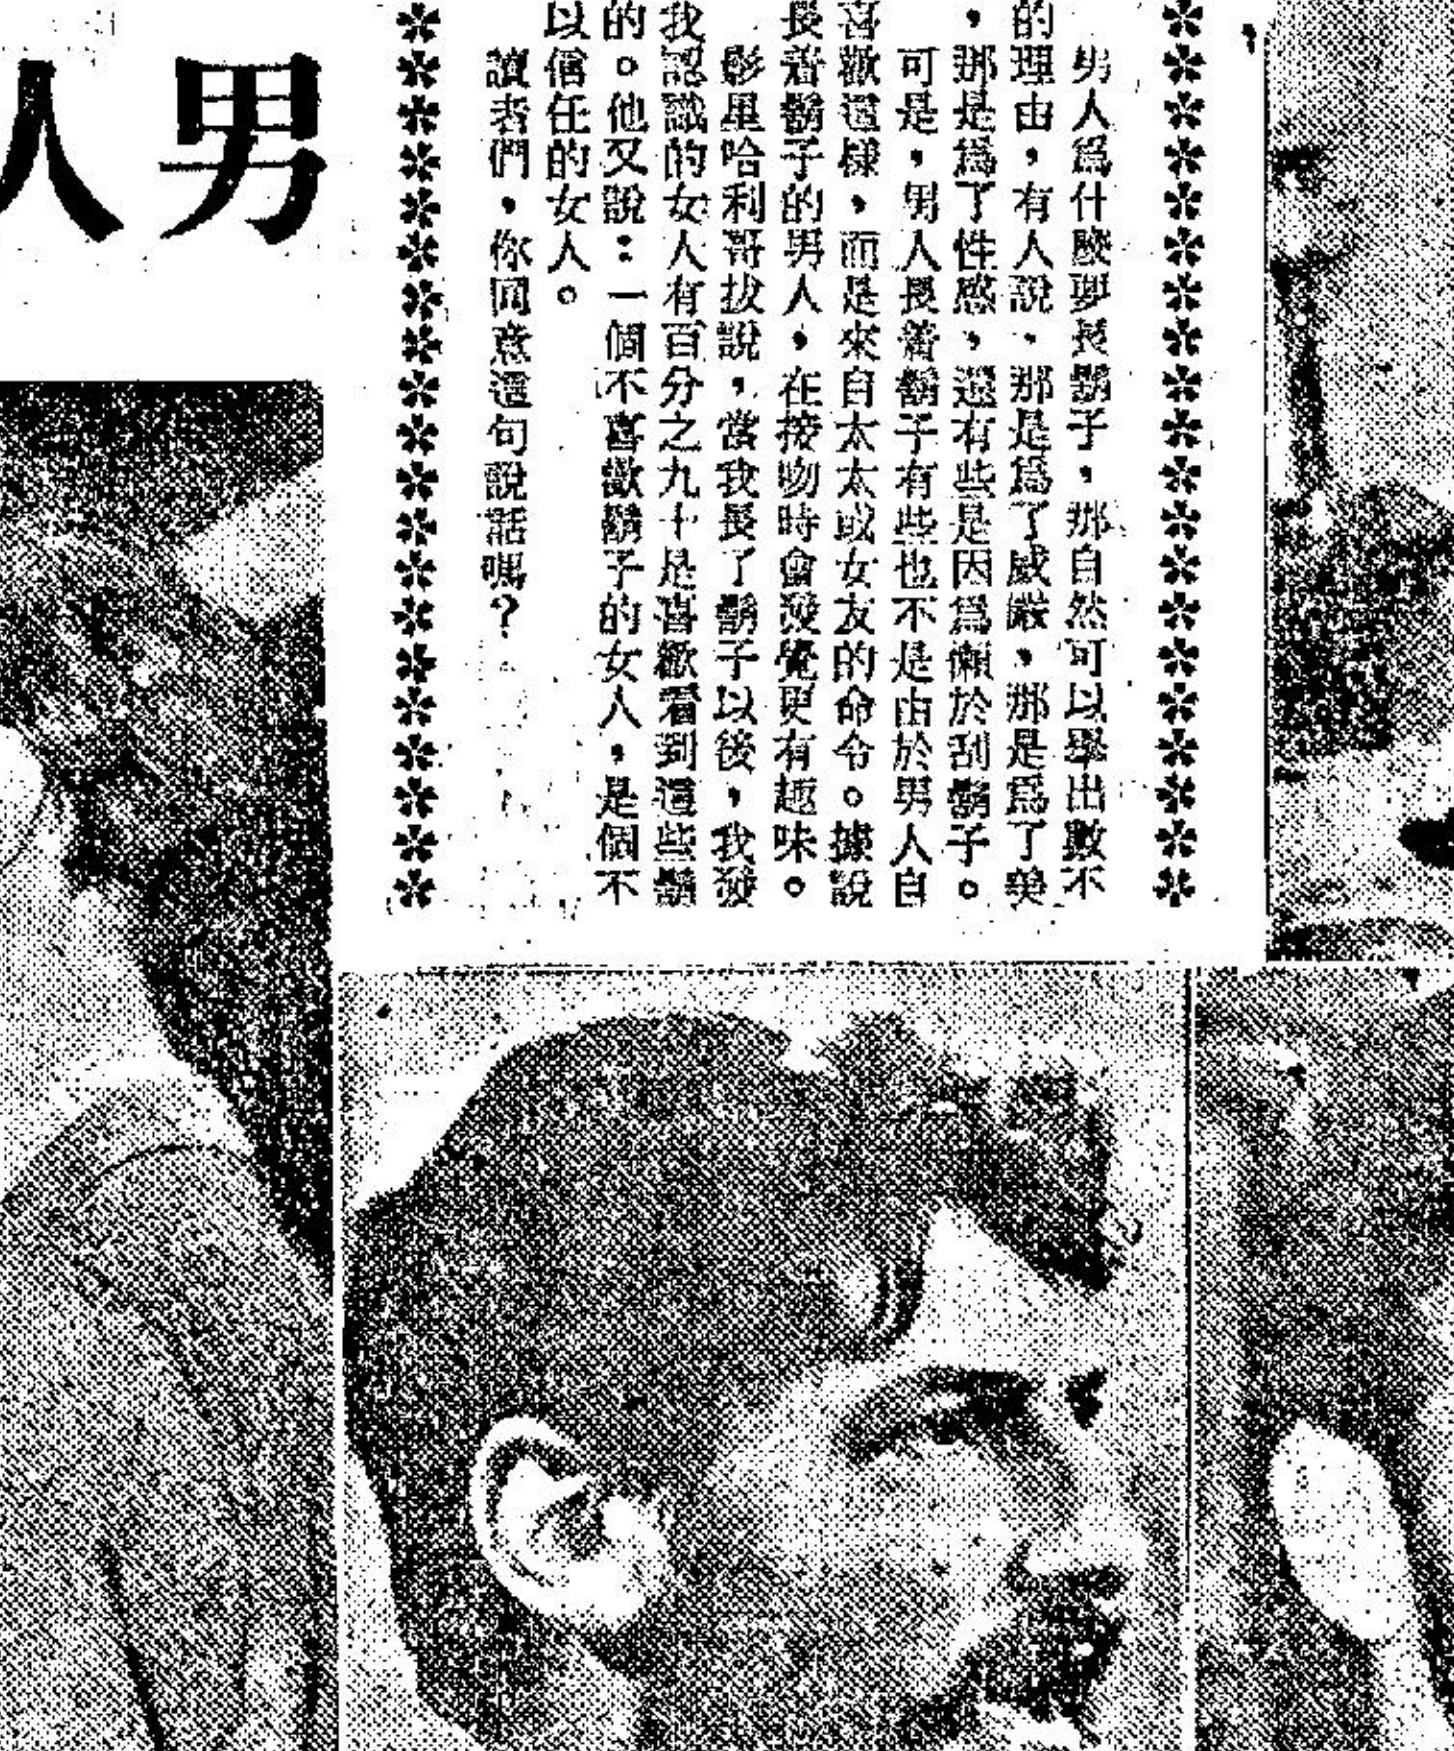 男人爲什麼要長鬍子，那自然可以舉出數不
的理由，有人說、那是爲了威嚴，那是爲了美
，那是爲了性感，還有些是因爲懶於刮鬍子。
可是，男人長着鬍子有些也不是由於男人自
喜歡這樣，而是來自太太或女友的命令。據說
長着鬍子的男人，在接吻時會發覺更有趣味。
影星哈利哥拔說，當我長了鬍子以後，我發
我認識的女人有百分之九十是喜歡看到這些鬍
的。他又說：一個不喜歡鬍子的女人，是個不
以信任的女人。
讀者們，你同意這句說話嗎？
男人